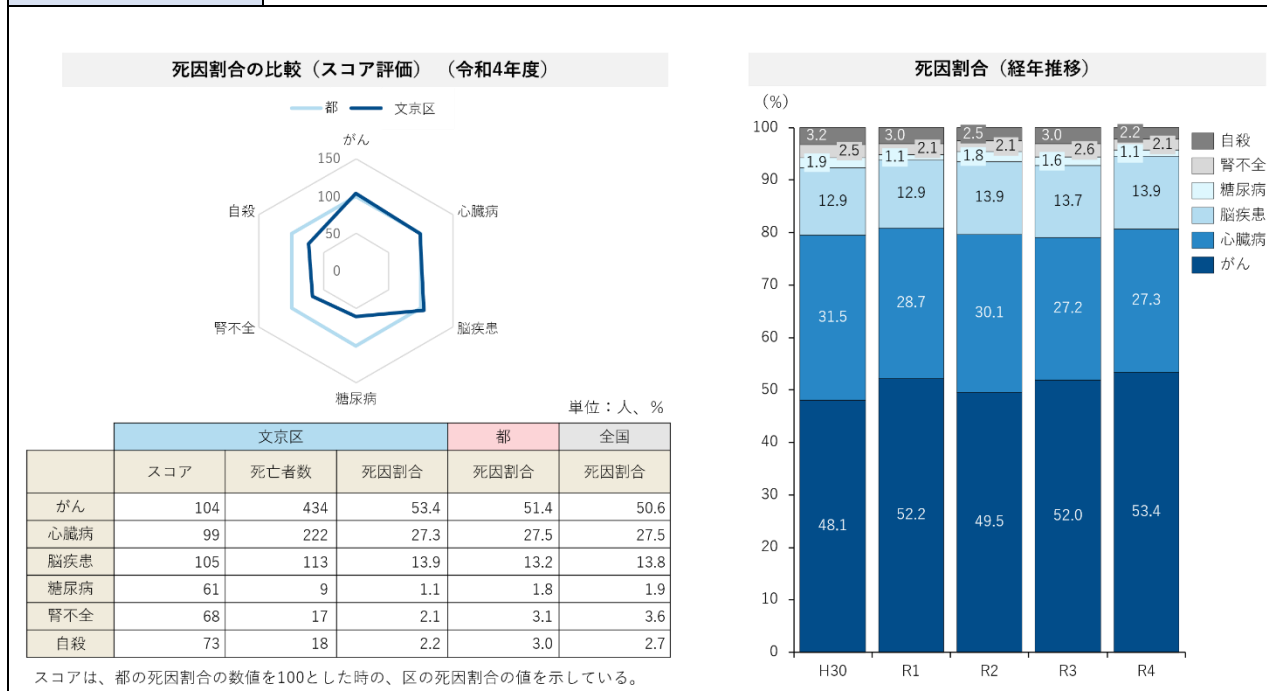 死因割合の比較（スコア評価） （令和4年度）
都 文京区
がん
150
100
50
0
心臓病
脳疾患
糖尿病
腎不全
自殺
単位：人、％
文京区 都 全国
スコア 死亡者数 死因割合 死因割合 死因割合
がん 104 434 53.4 51.4 50.6
心臓病 99 222 27.3 27.5 27.5
脳疾患 105 113 13.9 13.2 13.8
糖尿病 61 9 1.1 1.8 1.9
腎不全 68 17 2.1 3.1 3.6
自殺 73 18 2.2 3.0 2.7
スコアは、都の死因割合の数値を100とした時の、区の死因割合の値を示している。
死因割合（経年推移）
（%）
100
90
80
70
60
50
40
30
20
10
0
3.2 3.0 2.5 3.0 2.2
2.5 2.1 2.1 2.6 2.1
1.9 1.1 1.8 1.6 1.1
12.9 12.9 13.9 13.7 13.9
31.5 28.7 30.1 27.2 27.3
48.1 52.2 49.5 52.0 53.4
H30 R1 R2 R3 R4
自殺
腎不全
糖尿病
脳疾患
心臓病
がん